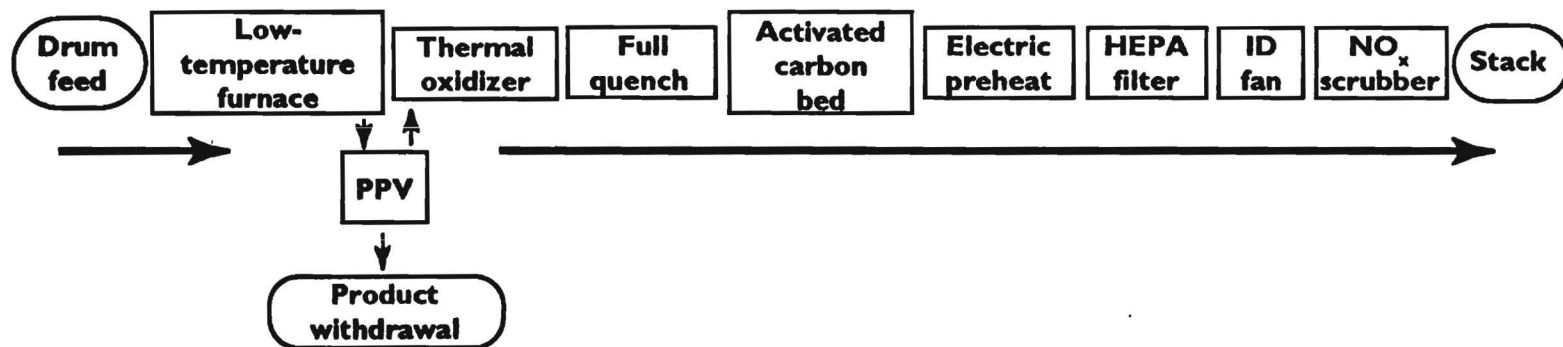 Drum
feed
Low-
temperature
furnace
Thermal
oxidizer
Full
quench
Activated
carbon
bed
Electric
preheat
HEPA
filter
ID
fan
NOx
scrubber
Stack
PPV
Product
withdrawal